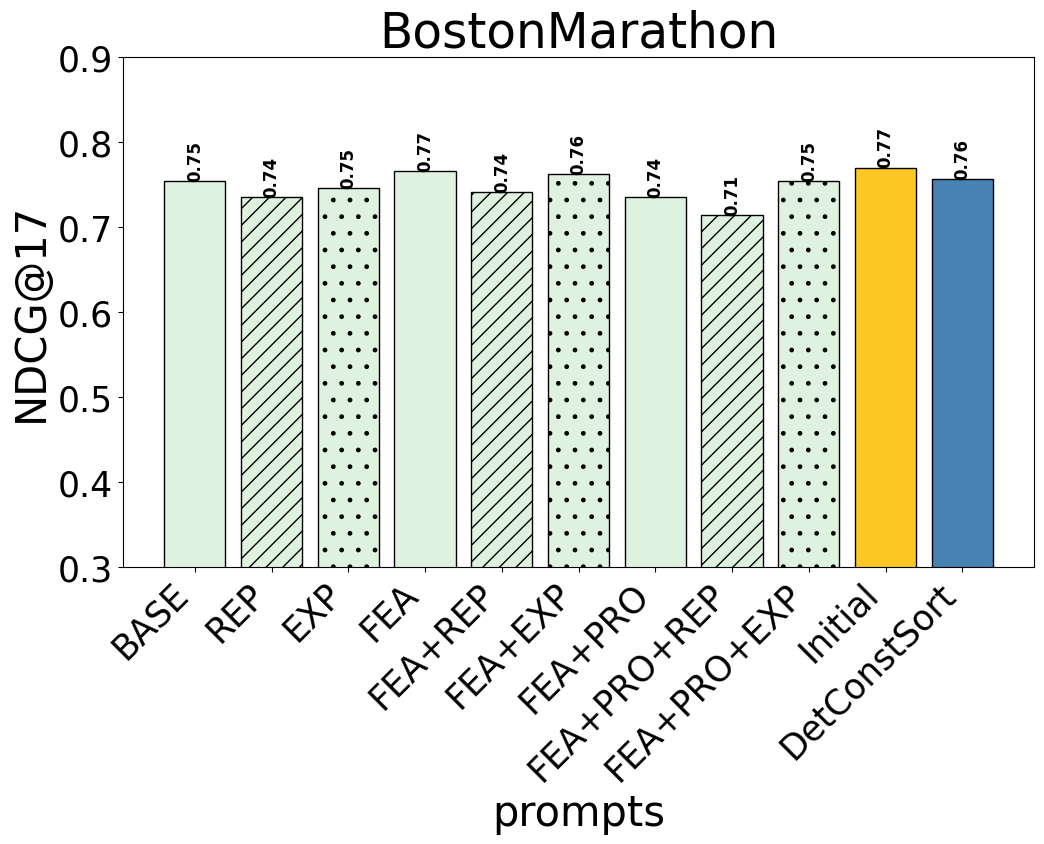 BostonMarathon
NDCG@17
0.9
0.8
0.7
0.6
0.5
0.4
0.3
0.75
0.74
0.75
0.77
0.74
0.76
0.74
0.71
0.75
0.77
0.76
BASE
REP
EXP
FEA
FEA+REP
FEA+EXP
FEA+PRO
FEA+PRO+REP
FEA+PRO+EXP
Initial
DetConstSort
prompts